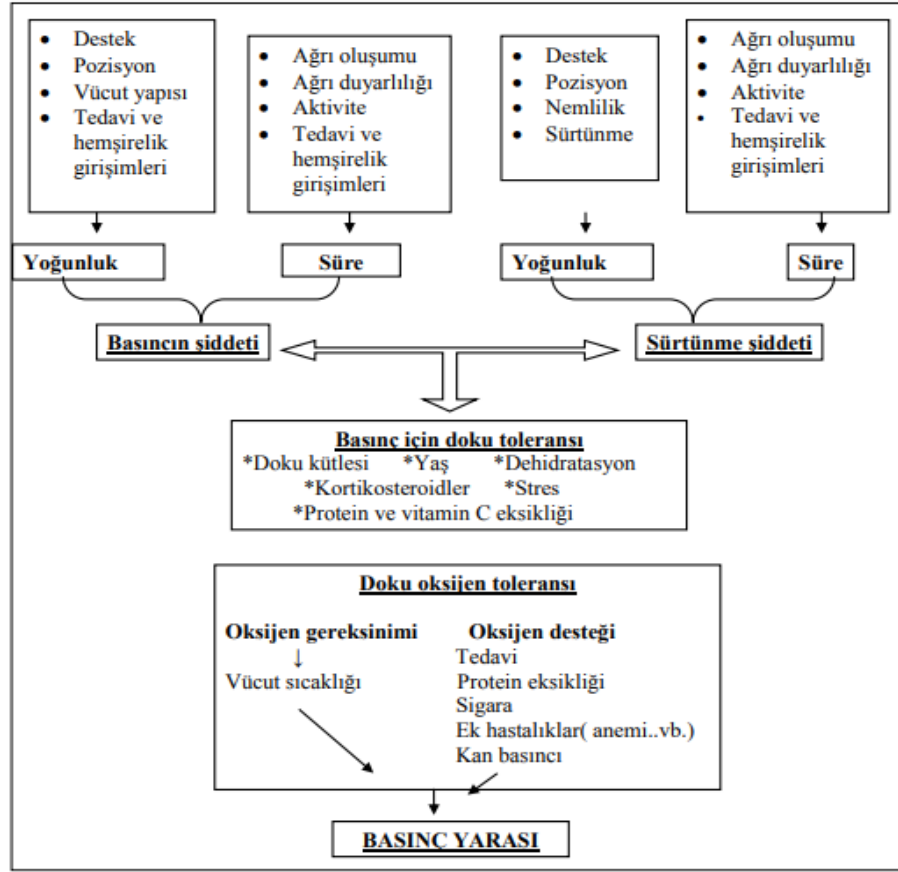 Destek
Pozisyon
Vücut yapısı
Tedavi ve
hemşirelik
girişimleri
Ağrı oluşumu
Ağrı duyarlılığı
Aktivite
Tedavi ve
hemşirelik
girişimleri
Destek
Pozisyon
Nemlilik
Sürtünme
Ağrı oluşumu
Ağrı duyarlılığı
Aktivite
Tedavi ve
hemşirelik
girişimleri
Yoğunluk
Süre
Yoğunluk
Süre
Basıncın şiddeti
Sürtünme şiddeti
Basınç için doku toleransı
*Doku kütlesi *Yaş *Dehidratasyon
*Kortikosteroidler *Stres
*Protein ve vitamin C eksikliği
Doku oksijen toleransı
Oksijen gereksinimi
↓
Vücut sıcaklığı
Oksijen desteği
Tedavi
Protein eksikliği
Sigara
Ek hastalıklar( anemi..vb.)
Kan basıncı
BASINÇ YARASI